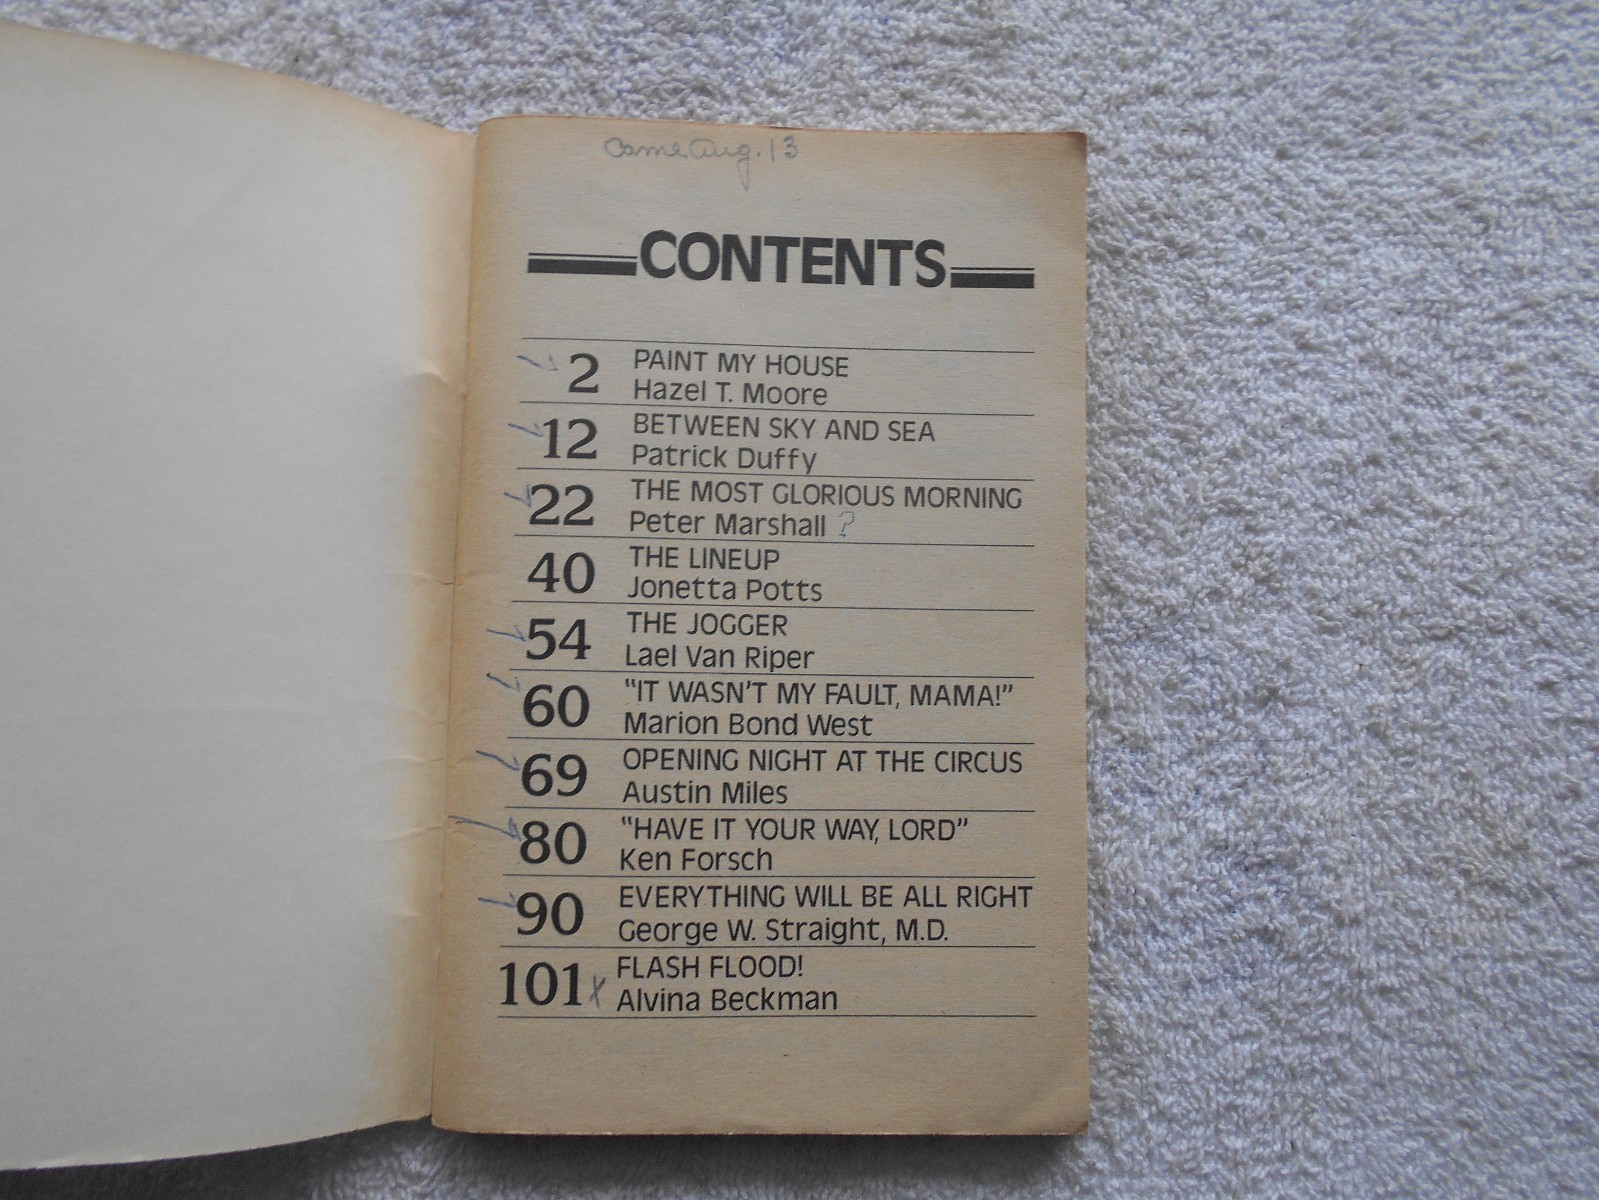 Came Aug. 13
CONTENTS
2 PAINT MY HOUSE
Hazel T. Moore
12 BETWEEN SKY AND SEA
Patrick Duffy
22 THE MOST GLORIOUS MORNING
Peter Marshall ?
40 THE LINEUP
Jonetta Potts
54 THE JOGGER
Lael Van Riper
60 "IT WASN'T MY FAULT, MAMA!"
Marion Bond West
69 OPENING NIGHT AT THE CIRCUS
Austin Miles
80 "HAVE IT YOUR WAY, LORD"
Ken Forsch
90 EVERYTHING WILL BE ALL RIGHT
George W. Straight, M.D.
101 x FLASH FLOOD!
Alvina Beckman